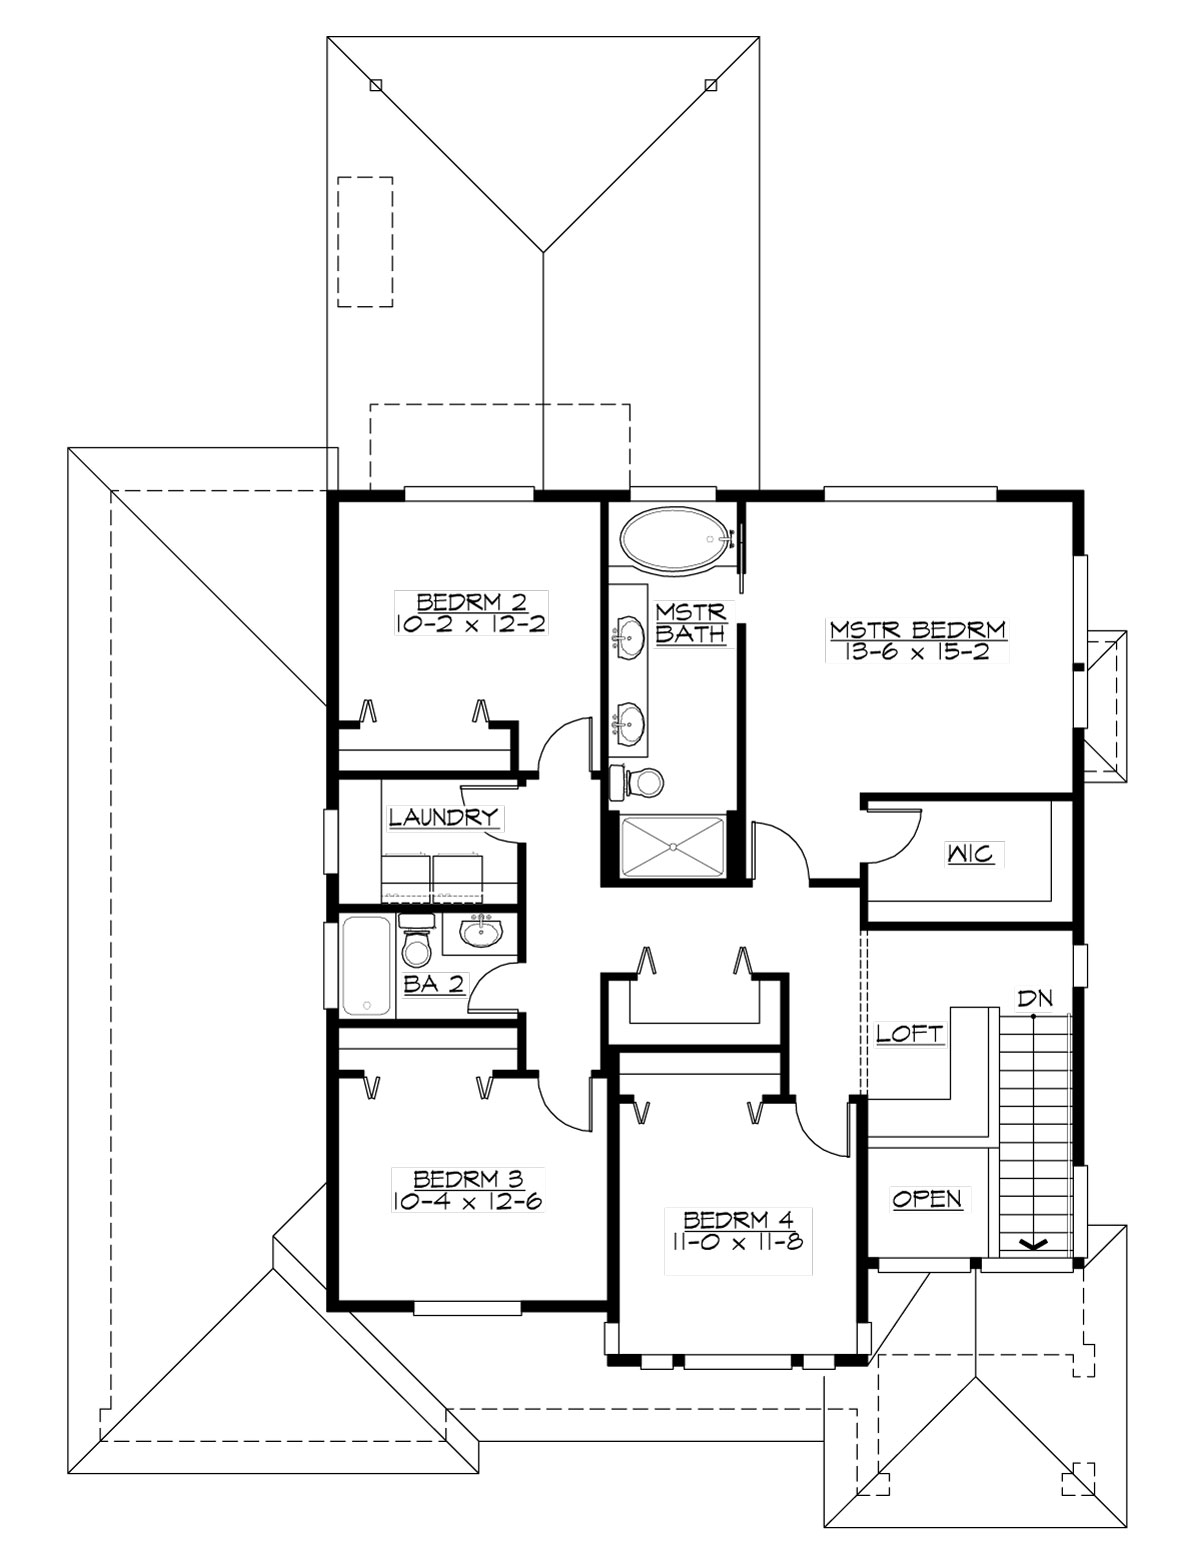 BEDRM 2
10-2 x 12-2
MSTR
BATH
MSTR BEDRM
13-6 x 15-2
LAUNDRY
WIC
BA 2
DN
LOFT
BEDRM 3
10-4 x 12-6
OPEN
BEDRM 4
11-0 x 11-8